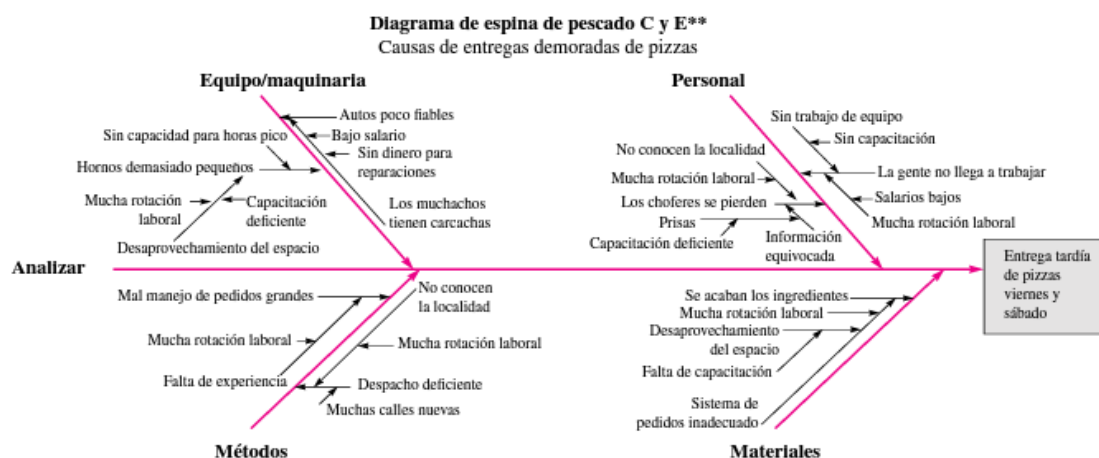 Diagrama de espina de pescado C y E**
Causas de entregas demoradas de pizzas
Equipo/maquinaria
Autos poco fiables
Sin capacidad para horas pico
Bajo salario
Sin dinero para
reparaciones
Hornos demasiado pequeños
Mucha rotación
laboral
Capacitación
deficiente
Los muchachos
tienen carcachas
Desaprovechamiento del espacio
Personal
Sin trabajo de equipo
Sin capacitación
No conocen la localidad
La gente no llega a trabajar
Mucha rotación laboral
Salarios bajos
Los choferes se pierden
Mucha rotación laboral
Prisas
Capacitación deficiente
Información
equivocada
Analizar
Entrega tardía
de pizzas
viernes y
sábado
No conocen
la localidad
Mal manejo de pedidos grandes
Mucha rotación laboral
Mucha rotación laboral
Falta de experiencia
Despacho deficiente
Muchas calles nuevas
Métodos
Se acaban los ingredientes
Mucha rotación laboral
Desaprovechamiento
del espacio
Falta de capacitación
Sistema de
pedidos inadecuado
Materiales